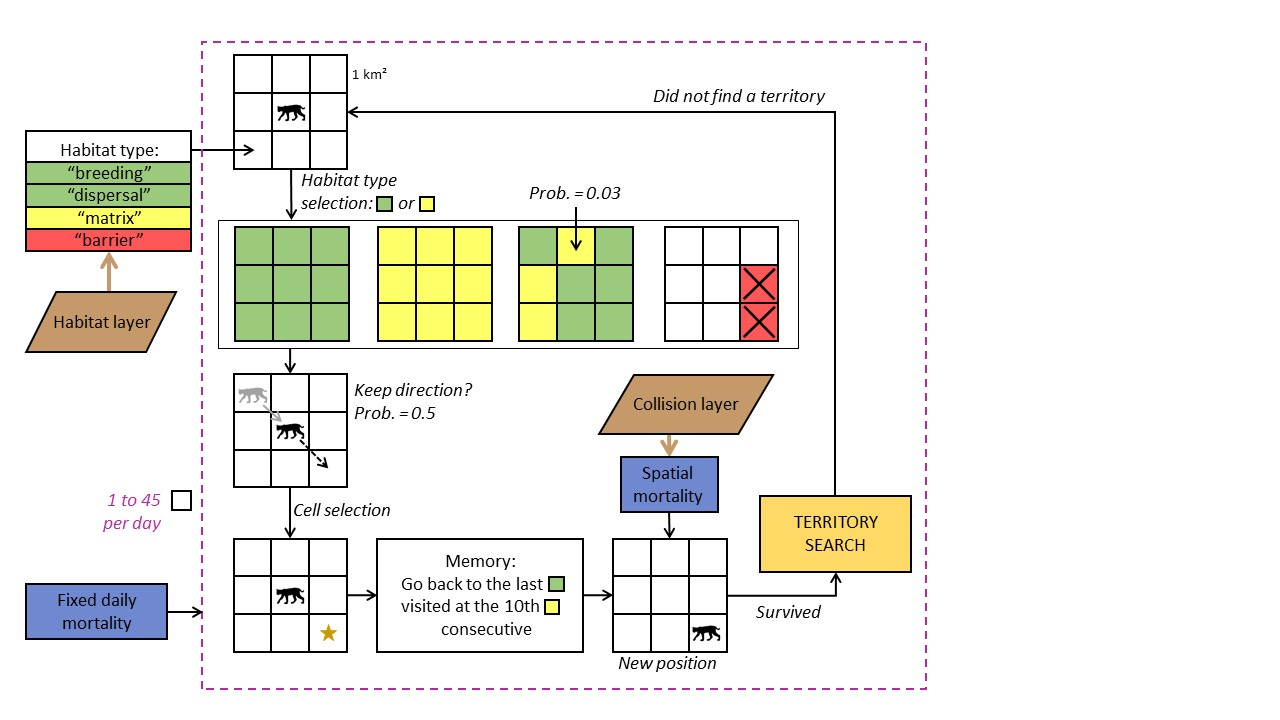 1 km²
Did not find a territory
Habitat type:
“breeding”
“dispersal”
“matrix”
“barrier”
Habitat type
selection: or
Prob. = 0.03
Habitat layer
Keep direction?
Prob. = 0.5
Collision layer
Spatial
mortality
1 to 45
per day
Cell selection
TERRITORY
SEARCH
Memory:
Go back to the last
visited at the 10th
consecutive
Fixed daily
mortality
Survived
New position